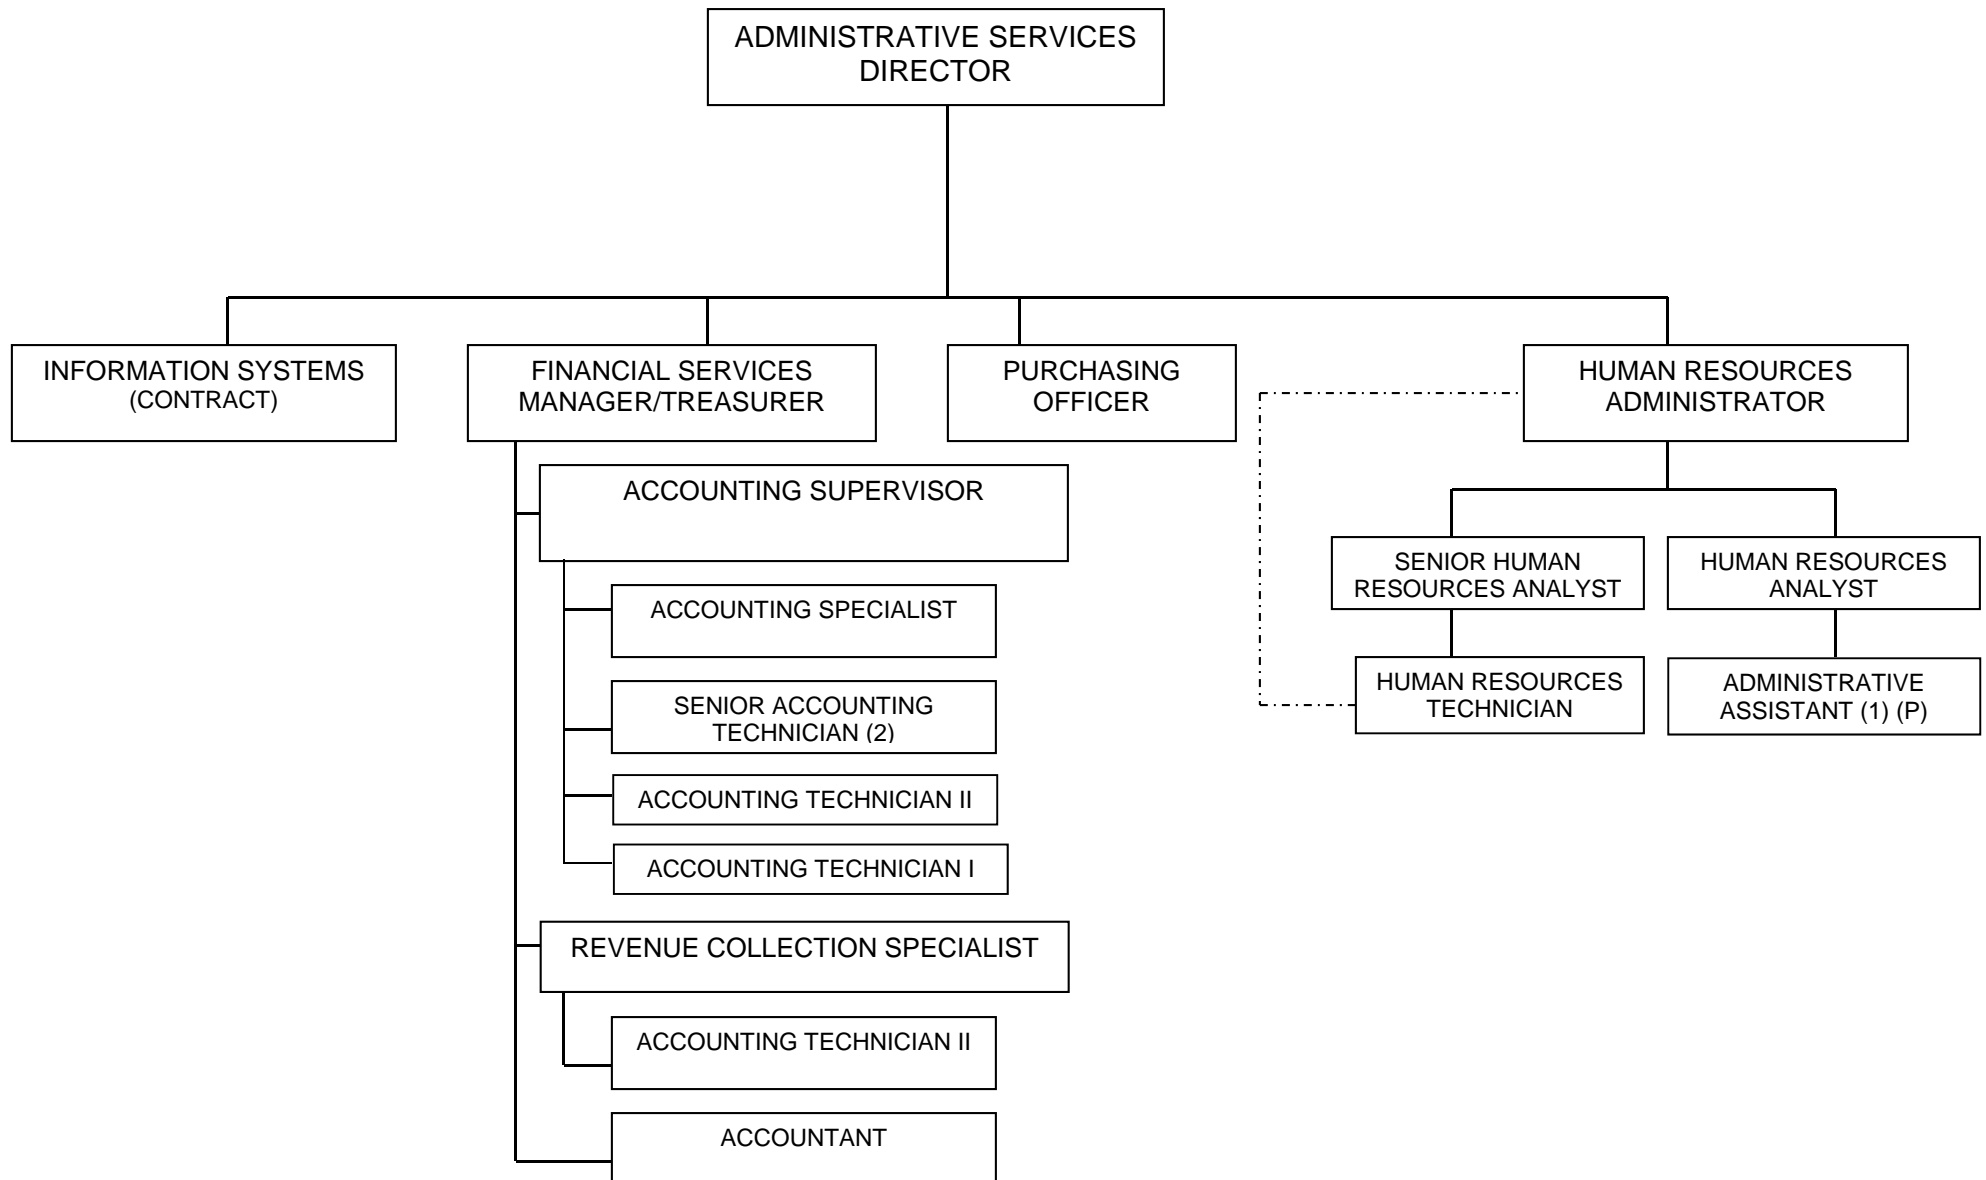 ADMINISTRATIVE SERVICES
DIRECTOR
INFORMATION SYSTEMS
(CONTRACT)
FINANCIAL SERVICES
MANAGER/TREASURER
PURCHASING
OFFICER
HUMAN RESOURCES
ADMINISTRATOR
ACCOUNTING SUPERVISOR
ACCOUNTING SPECIALIST
SENIOR ACCOUNTING
TECHNICIAN (2)
ACCOUNTING TECHNICIAN II
ACCOUNTING TECHNICIAN I
REVENUE COLLECTION SPECIALIST
ACCOUNTING TECHNICIAN II
ACCOUNTANT
SENIOR HUMAN
RESOURCES ANALYST
HUMAN RESOURCES
TECHNICIAN
HUMAN RESOURCES
ANALYST
ADMINISTRATIVE
ASSISTANT (1) (P)